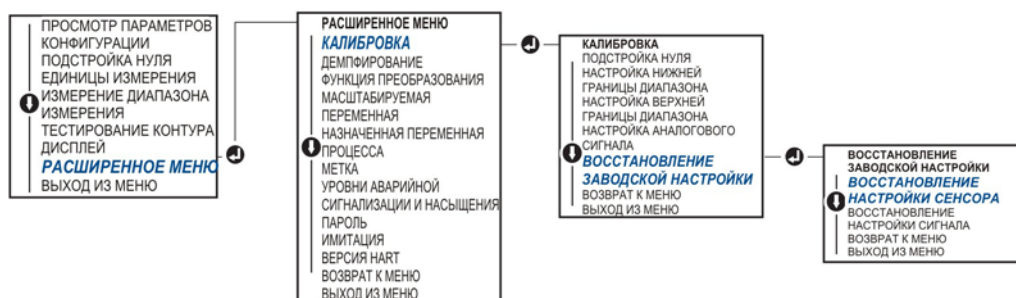 ПРОСМОТР ПАРАМЕТРОВ
КОНФИГУРАЦИИ
ПОДСТРОЙКА НУЛЯ
ЕДИНИЦЫ ИЗМЕРЕНИЯ
ИЗМЕРЕНИЕ ДИАПАЗОНА
ИЗМЕРЕНИЯ
ТЕСТИРОВАНИЕ КОНТУРА
ДИСПЛЕЙ
РАСШИРЕННОЕ МЕНЮ
ВЫХОД ИЗ МЕНЮ
РАСШИРЕННОЕ МЕНЮ
КАЛИБРОВКА
ДЕМПФИРОВАНИЕ
ФУНКЦИЯ ПРЕОБРАЗОВАНИЯ
МАСШТАБИРУЕМАЯ
ПЕРЕМЕННАЯ
НАЗНАЧЕННАЯ ПЕРЕМЕННАЯ
ПРОЦЕССА
МЕТКА
УРОВНИ АВАРИЙНОЙ
СИГНАЛИЗАЦИИ И НАСЫЩЕНИЯ
ПАРОЛЬ
ИМИТАЦИЯ
ВЕРСИЯ HART
ВОЗВРАТ К МЕНЮ
ВЫХОД ИЗ МЕНЮ
КАЛИБРОВКА
ПОДСТРОЙКА НУЛЯ
НАСТРОЙКА НИЖНЕЙ
ГРАНИЦЫ ДИАПАЗОНА
НАСТРОЙКА ВЕРХНЕЙ
ГРАНИЦЫ ДИАПАЗОНА
НАСТРОЙКА АНАЛОГОВОГО
СИГНАЛА
ВОССТАНОВЛЕНИЕ
ЗАВОДСКОЙ НАСТРОЙКИ
ВОЗВРАТ К МЕНЮ
ВЫХОД ИЗ МЕНЮ
ВОССТАНОВЛЕНИЕ
ЗАВОДСКОЙ НАСТРОЙКИ
ВОССТАНОВЛЕНИЕ
НАСТРОЙКИ СЕНСОРА
ВОССТАНОВЛЕНИЕ
НАСТРОЙКИ СИГНАЛА
ВОЗВРАТ К МЕНЮ
ВЫХОД ИЗ МЕНЮ